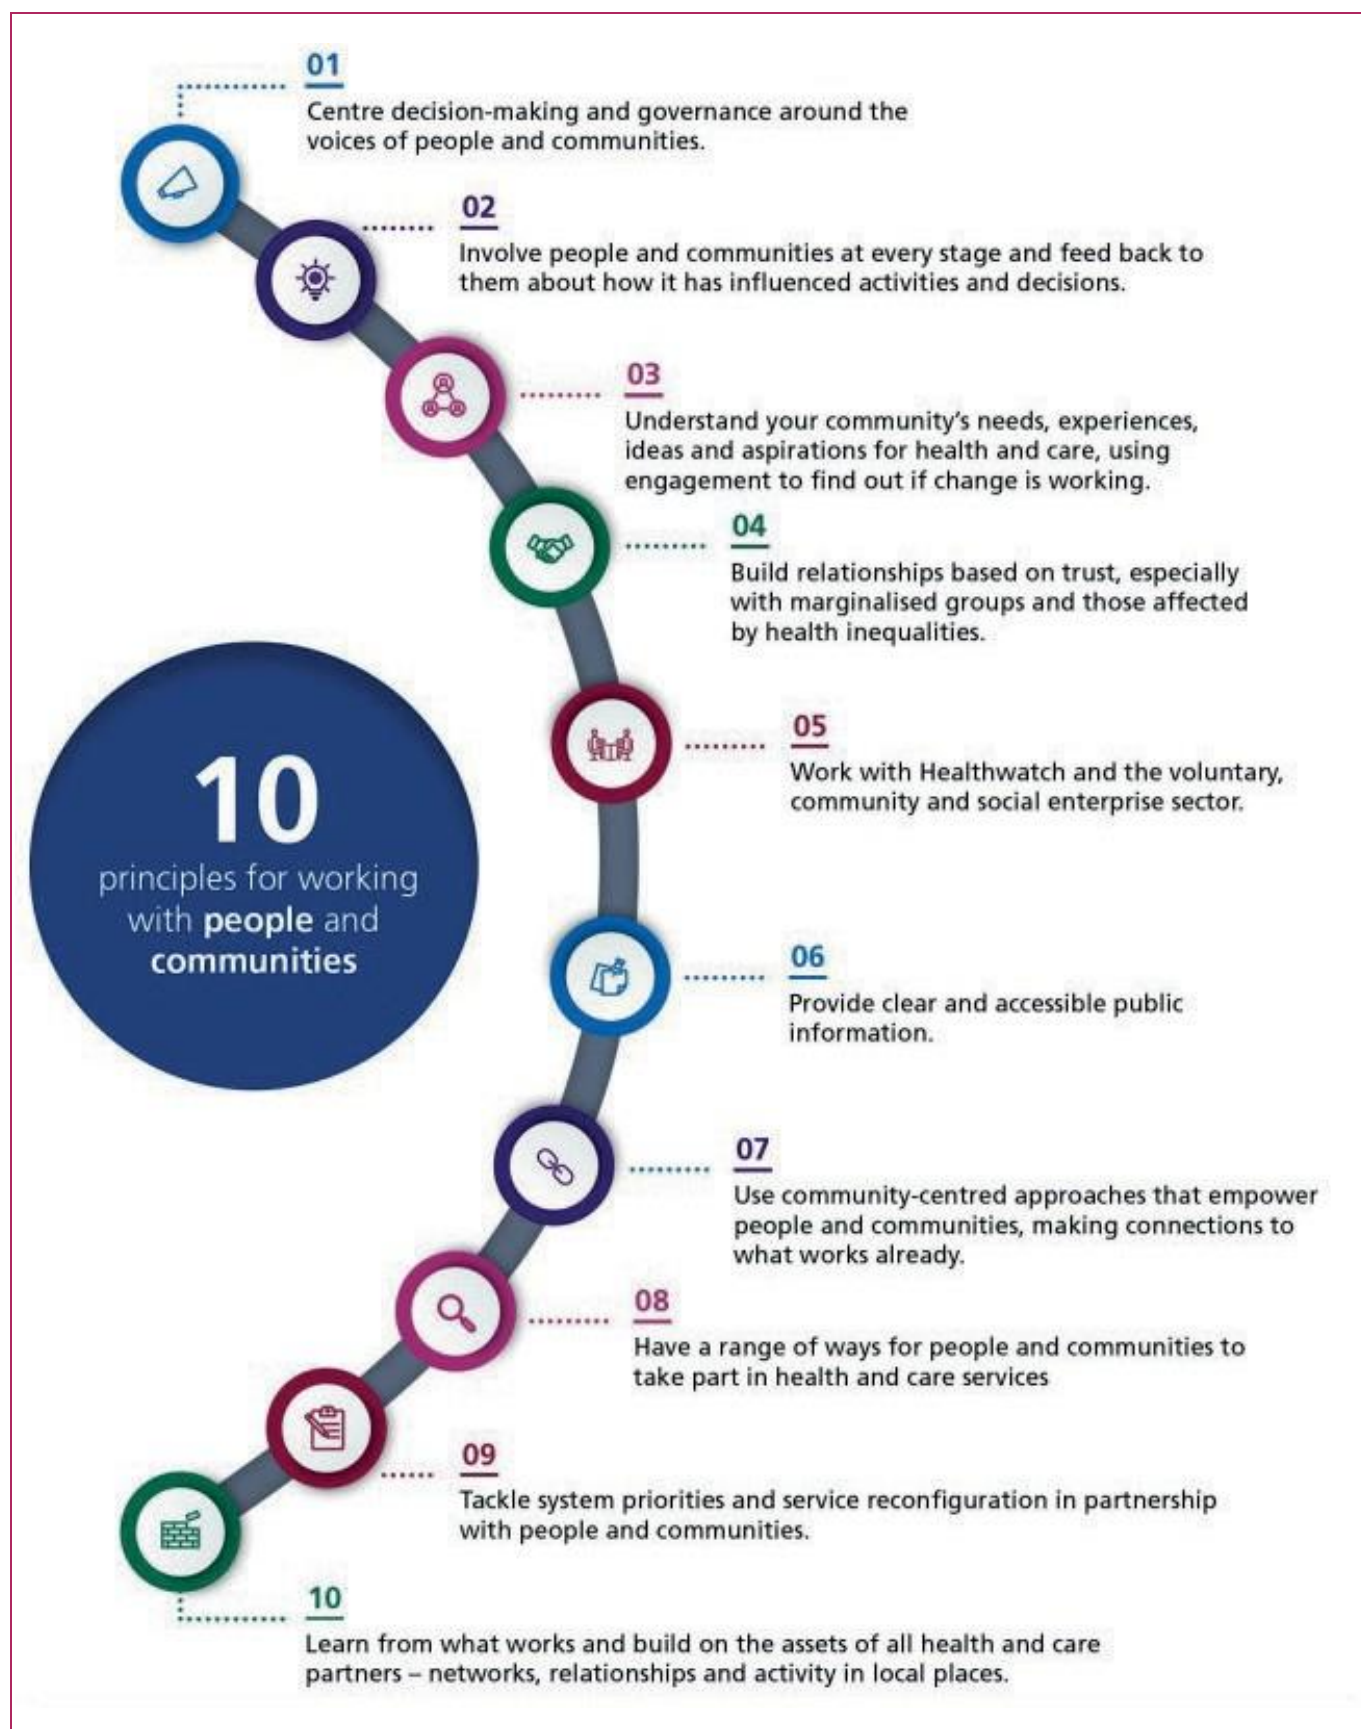 01
Centre decision-making and governance around the
voices of people and communities.
02
Involve people and communities at every stage and feed back to
them about how it has influenced activities and decisions.
03
Understand your community’s needs, experiences,
ideas and aspirations for health and care, using
engagement to find out if change is working.
04
Build relationships based on trust, especially
with marginalised groups and those affected
by health inequalities.
05
Work with Healthwatch and the voluntary,
community and social enterprise sector.
10
principles for working
with people and
communities
06
Provide clear and accessible public
information.
07
Use community-centred approaches that empower
people and communities, making connections to
what works already.
08
Have a range of ways for people and communities to
take part in health and care services
09
Tackle system priorities and service reconfiguration in partnership
with people and communities.
10
Learn from what works and build on the assets of all health and care
partners – networks, relationships and activity in local places.